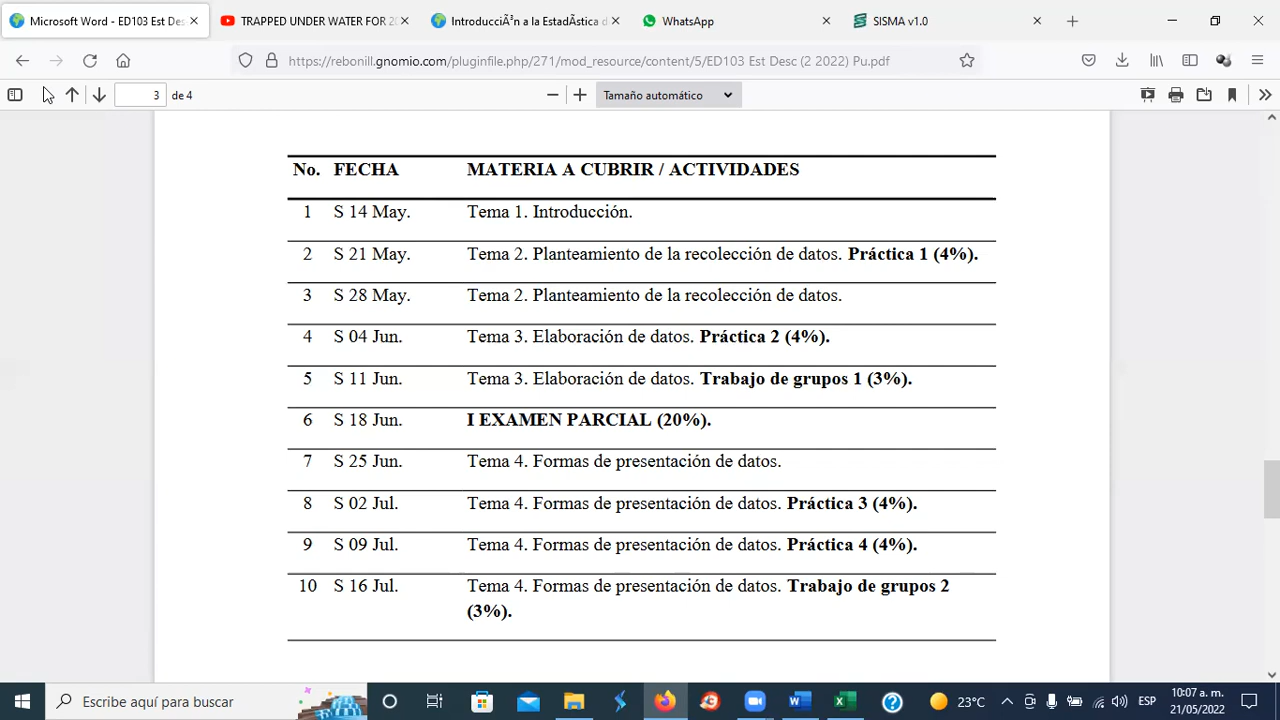 Microsoft Word - ED103 Est Des
TRAPPED UNDER WATER FOR 20
IntroducciÃ³n a la EstadÃ­stica d
WhatsApp
SISMA v1.0
https://rebonill.gnomio.com/pluginfile.php/271/mod_resource/content/5/ED103 Est Desc (2 2022) Pu.pdf
3 de 4
Tamaño automático
No. FECHA MATERIA A CUBRIR / ACTIVIDADES
1 S 14 May. Tema 1. Introducción.
2 S 21 May. Tema 2. Planteamiento de la recolección de datos. Práctica 1 (4%).
3 S 28 May. Tema 2. Planteamiento de la recolección de datos.
4 S 04 Jun. Tema 3. Elaboración de datos. Práctica 2 (4%).
5 S 11 Jun. Tema 3. Elaboración de datos. Trabajo de grupos 1 (3%).
6 S 18 Jun. I EXAMEN PARCIAL (20%).
7 S 25 Jun. Tema 4. Formas de presentación de datos.
8 S 02 Jul. Tema 4. Formas de presentación de datos. Práctica 3 (4%).
9 S 09 Jul. Tema 4. Formas de presentación de datos. Práctica 4 (4%).
10 S 16 Jul. Tema 4. Formas de presentación de datos. Trabajo de grupos 2
(3%).
Escribe aquí para buscar
23°C
ESP
10:07 a. m.
21/05/2022